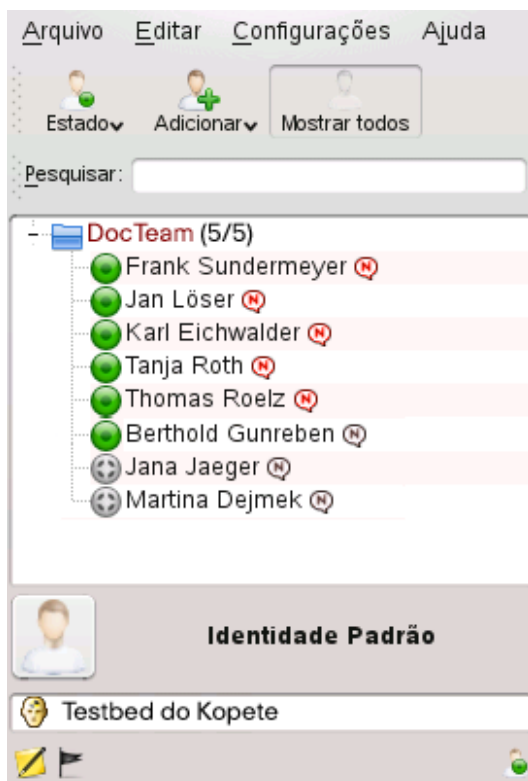 Arquivo Editar Configurações Ajuda
Estado Adicionar Mostrar todos
Pesquisar:
DocTeam (5/5)
Frank Sundermeyer N
Jan Löser N
Karl Eichwalder N
Tanja Roth N
Thomas Roelz N
Berthold Gunreben N
Jana Jaeger N
Martina Dejmek N
Identidade Padrão
Testbed do Kopete